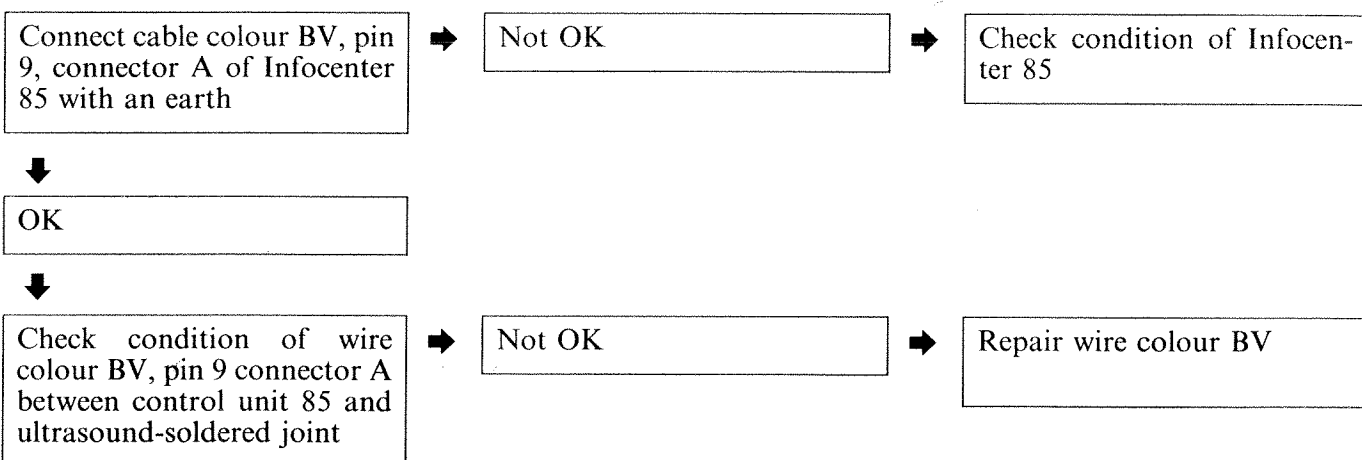 Connect cable colour BV, pin
9, connector A of Infocenter
85 with an earth
Not OK
Check condition of Infocen-
ter 85
OK
Check condition of wire
colour BV, pin 9 connector A
between control unit 85 and
ultrasound-soldered joint
Not OK
Repair wire colour BV